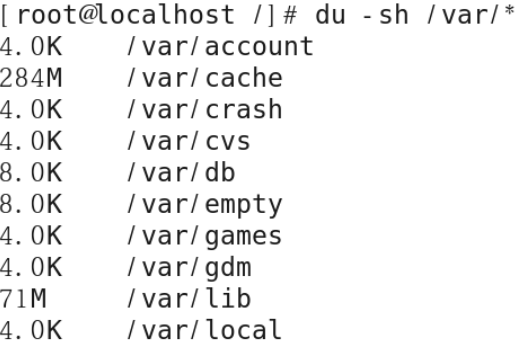 [root@localhost /]# du -sh /var/*
4.0K /var/account
284M /var/cache
4.0K /var/crash
4.0K /var/cvs
8.0K /var/db
8.0K /var/empty
4.0K /var/games
4.0K /var/gdm
71M /var/lib
4.0K /var/local